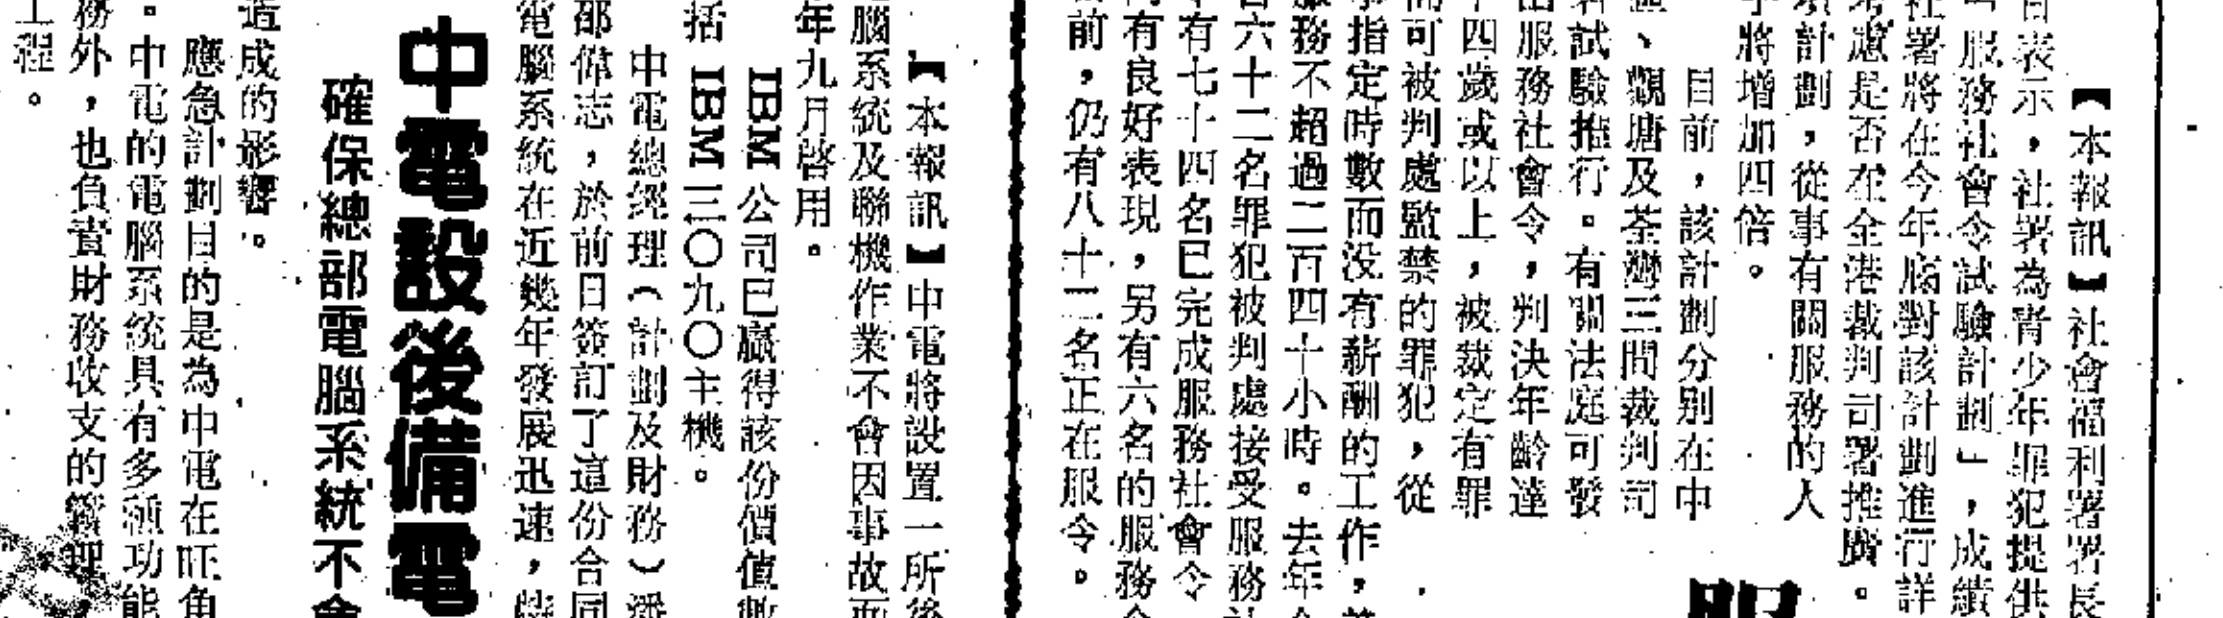 【本報訊】社會福利署署長
日表示，社署為青少年罪犯提供
服務社會令試驗計劃」，成績
社署將在今年底對該計劃進行詳
考慮是否在全港裁判司署推廣。
項計劃，從事有關服務的人
字將增加四倍。
目前，該計劃分別在中
、觀塘及荃灣三間裁判司
署試驗推行。有關法庭可發
出服務社會令，判決年齡達
十四歲或以上，被裁定有罪
而可被判處監禁的罪犯，從
事指定時數而没有薪酬的工作，
服務不超過二百四十小時。去年
六十二名罪犯被判處接受服務社
有七十四名已完成服務社會令
有良好表現，另有六名的服務
前，仍有八十二名正在服令。
服
【本報訊】中電將設置一所後
腦系統及聯機作業不會因事故而
年九月啓用。
IBM公司已贏得該份價值數
括IBM三〇九〇主機。
中電總經理（計劃及財務）潘
邵偉志，於前日簽訂了這份合同
電腦系統在近幾年發展迅速，
中電設後備電
確保總部電腦系統不會
造成的影響。
應急計劃目的是為中電在旺角
。中電的電腦系統具有多種功能
務外，也負責財務收支的管理，
工程。